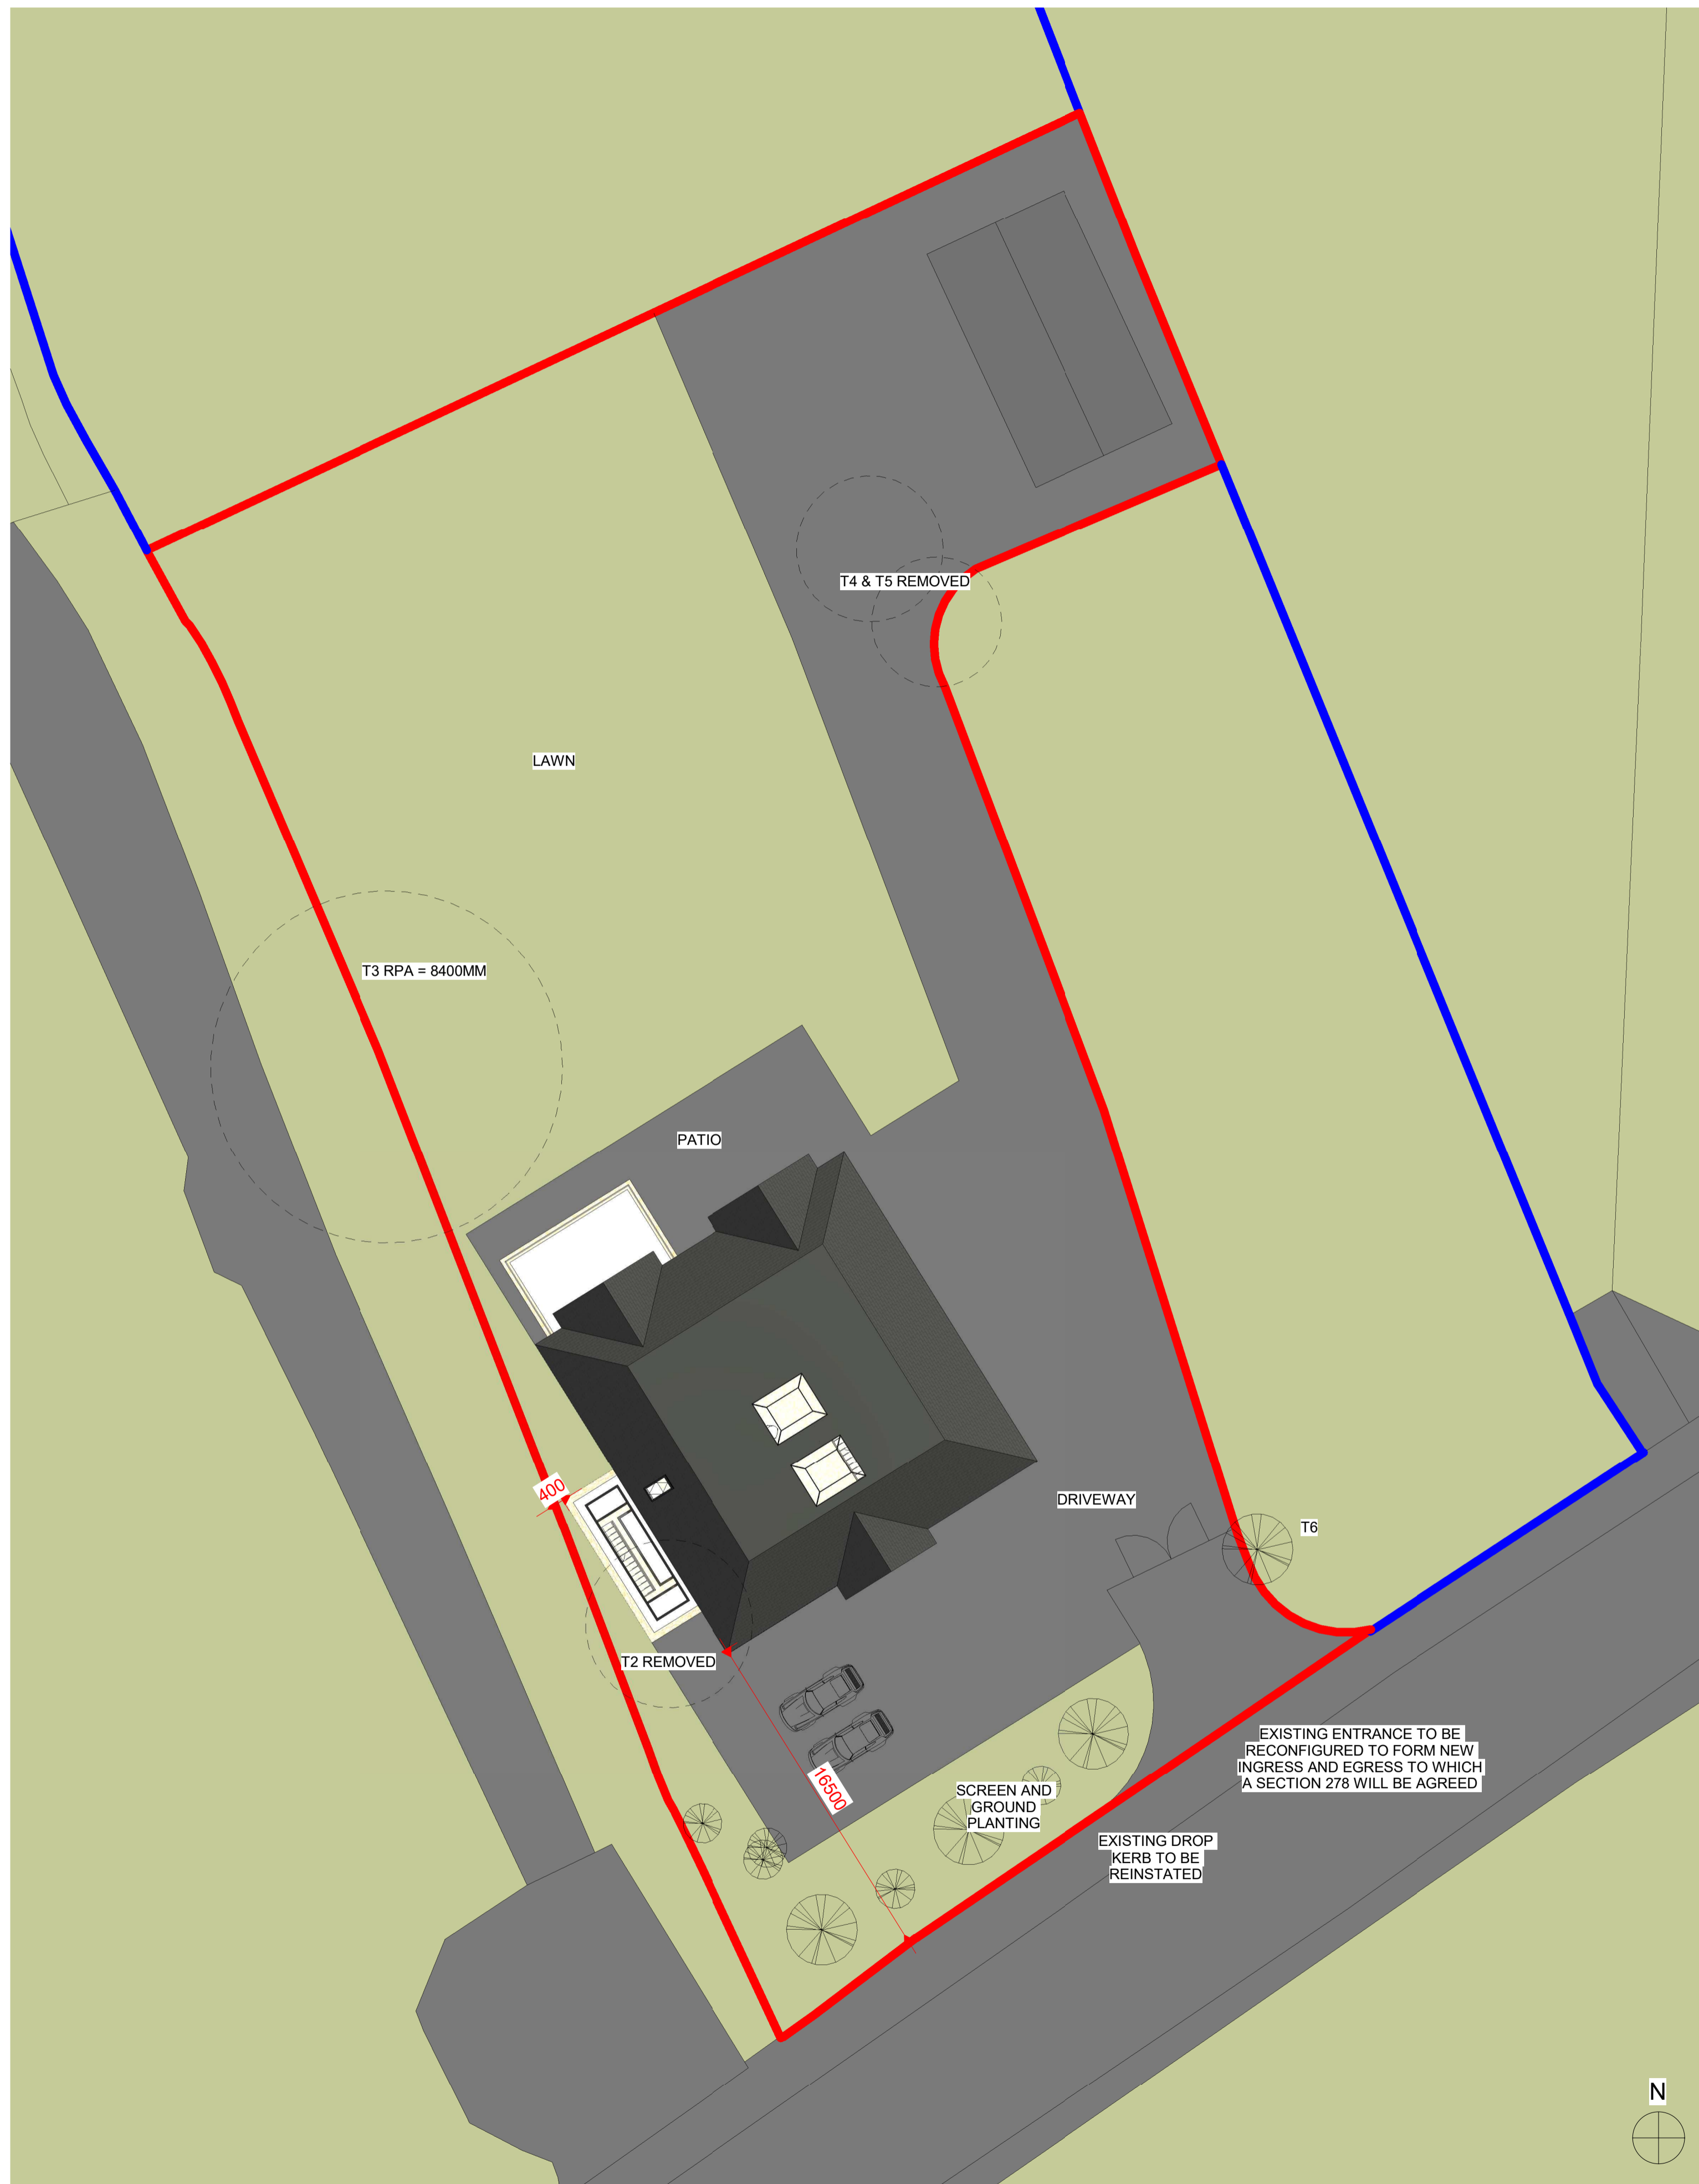 T4 & T5 REMOVED
LAWN
T3 RPA = 8400MM
PATIO
400
DRIVEWAY
T6
T2 REMOVED
16500
SCREEN AND
GROUND
PLANTING
EXISTING ENTRANCE TO BE
RECONFIGURED TO FORM NEW
INGRESS AND EGRESS TO WHICH
A SECTION 278 WILL BE AGREED
EXISTING DROP
KERB TO BE
REINSTATED
N